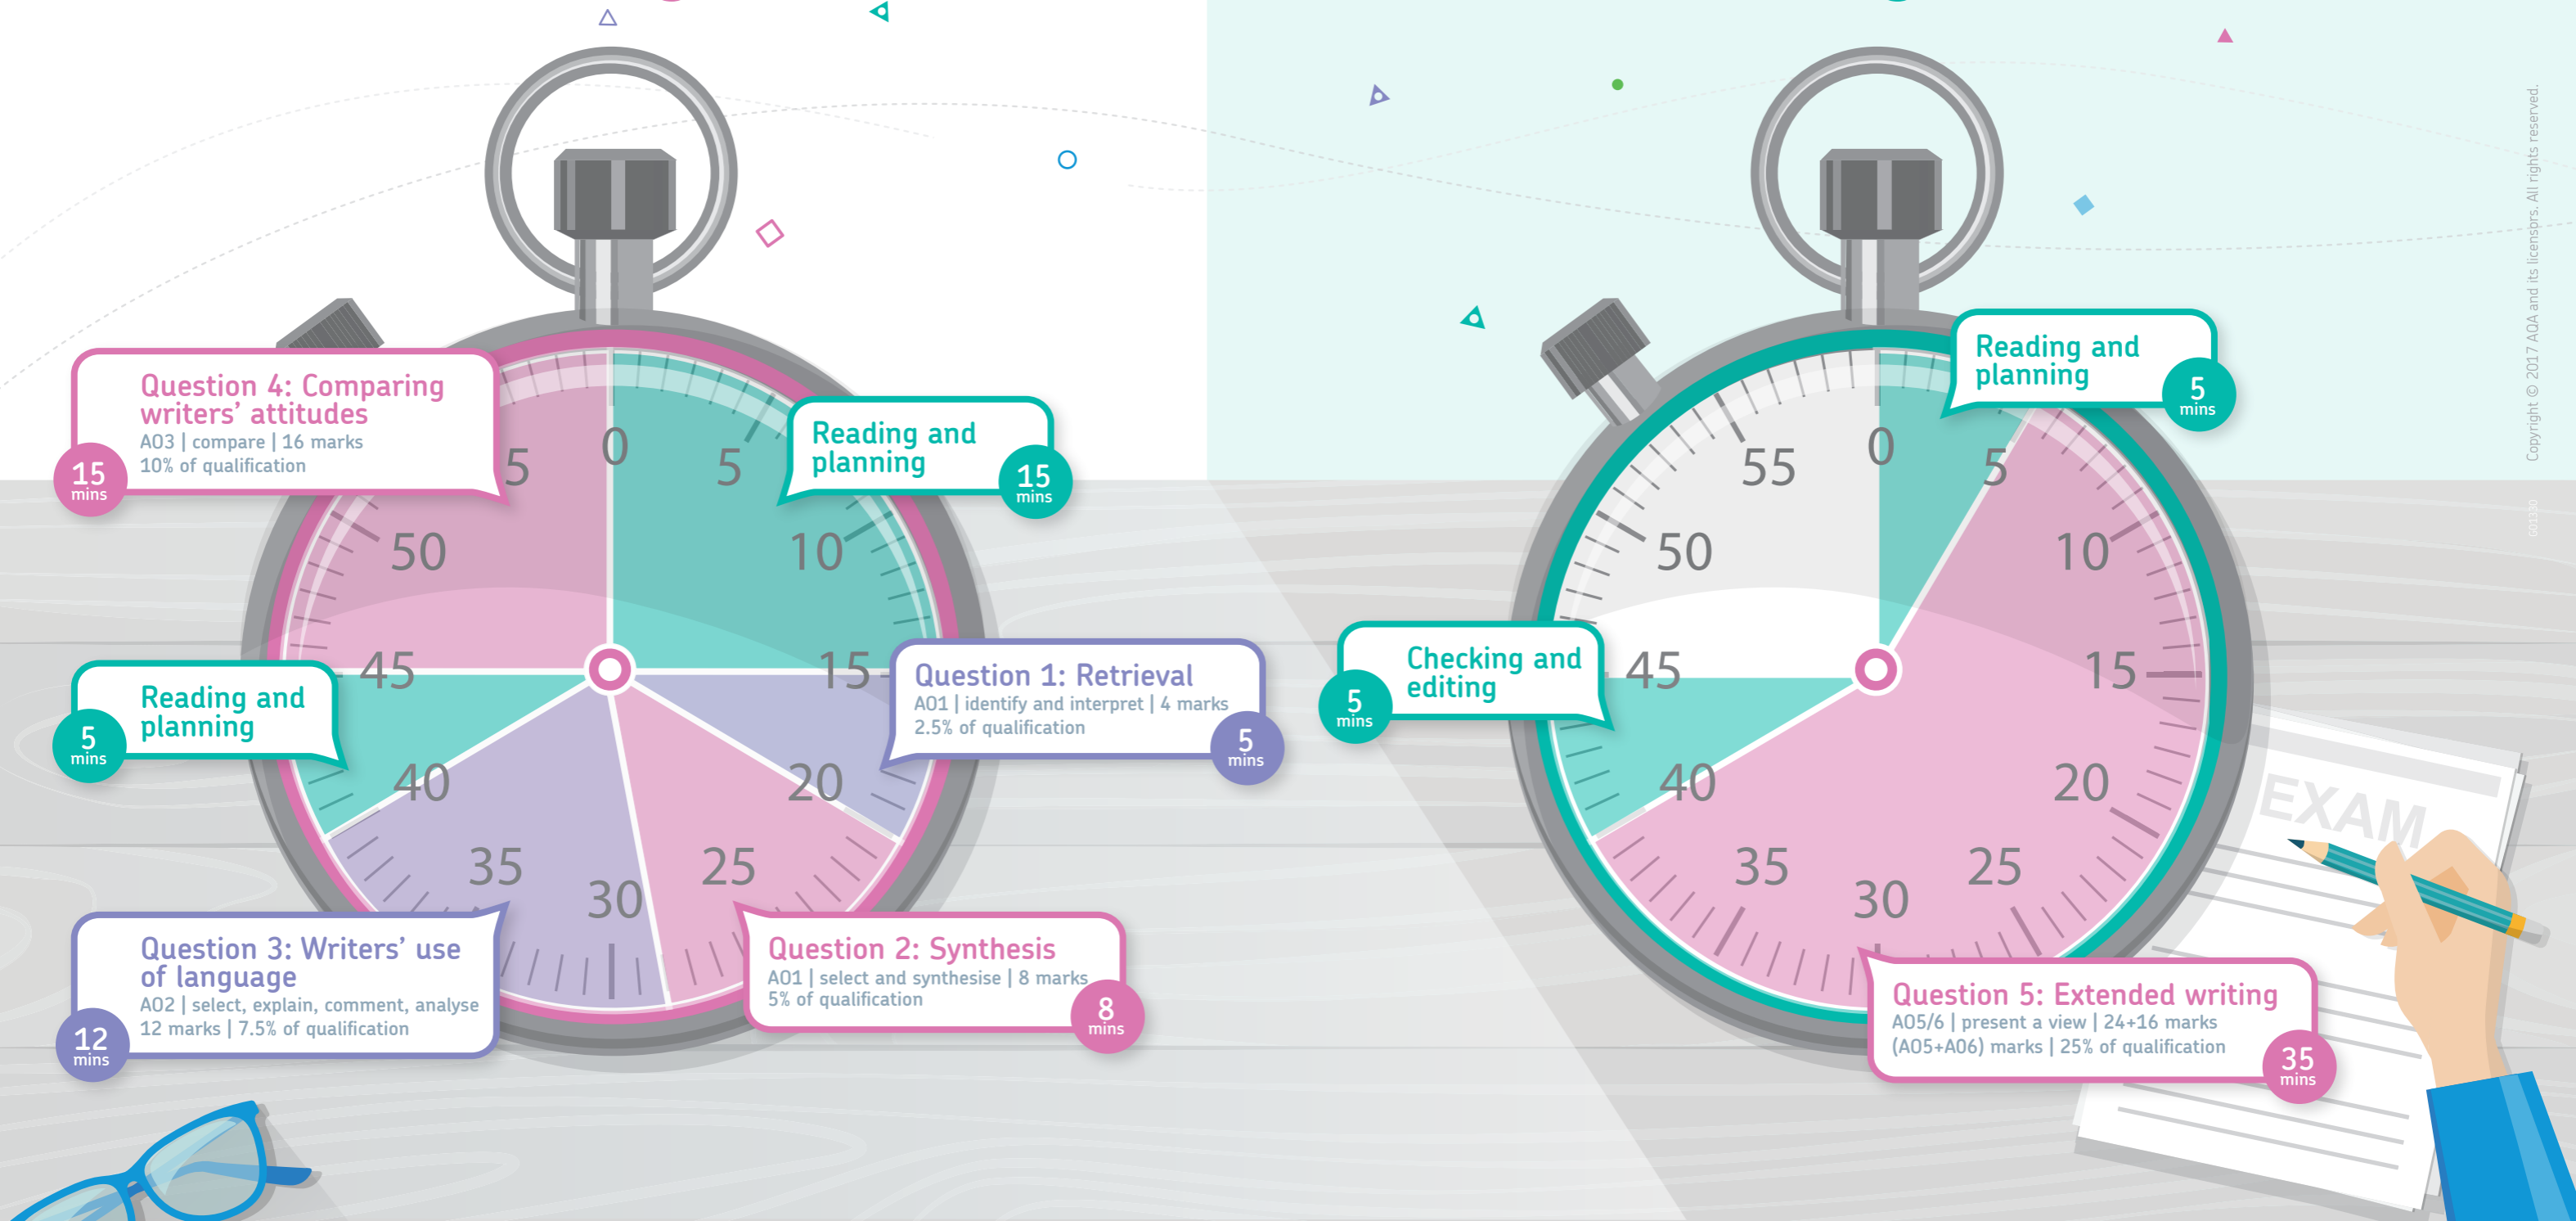 Question 4: Comparing
writers' attitudes
AO3 | compare | 16 marks
10% of qualification
15
mins
Reading and
planning
15
mins
Question 1: Retrieval
AO1 | identify and interpret | 4 marks
2.5% of qualification
5
mins
Reading and
planning
5
mins
Question 3: Writers' use
of language
AO2 | select, explain, comment, analyse
12 marks | 7.5% of qualification
12
mins
Question 2: Synthesis
AO1 | select and synthesise | 8 marks
5% of qualification
8
mins
0
5
10
15
20
25
30
35
40
45
50
5
Reading and
planning
5
mins
Checking and
editing
5
mins
Question 5: Extended writing
AO5/6 | present a view | 24+16 marks
(AO5+AO6) marks | 25% of qualification
35
mins
0
5
10
15
20
25
30
35
40
45
50
55
EXAM
Copyright © 2017 AQA and its licensors. All rights reserved.